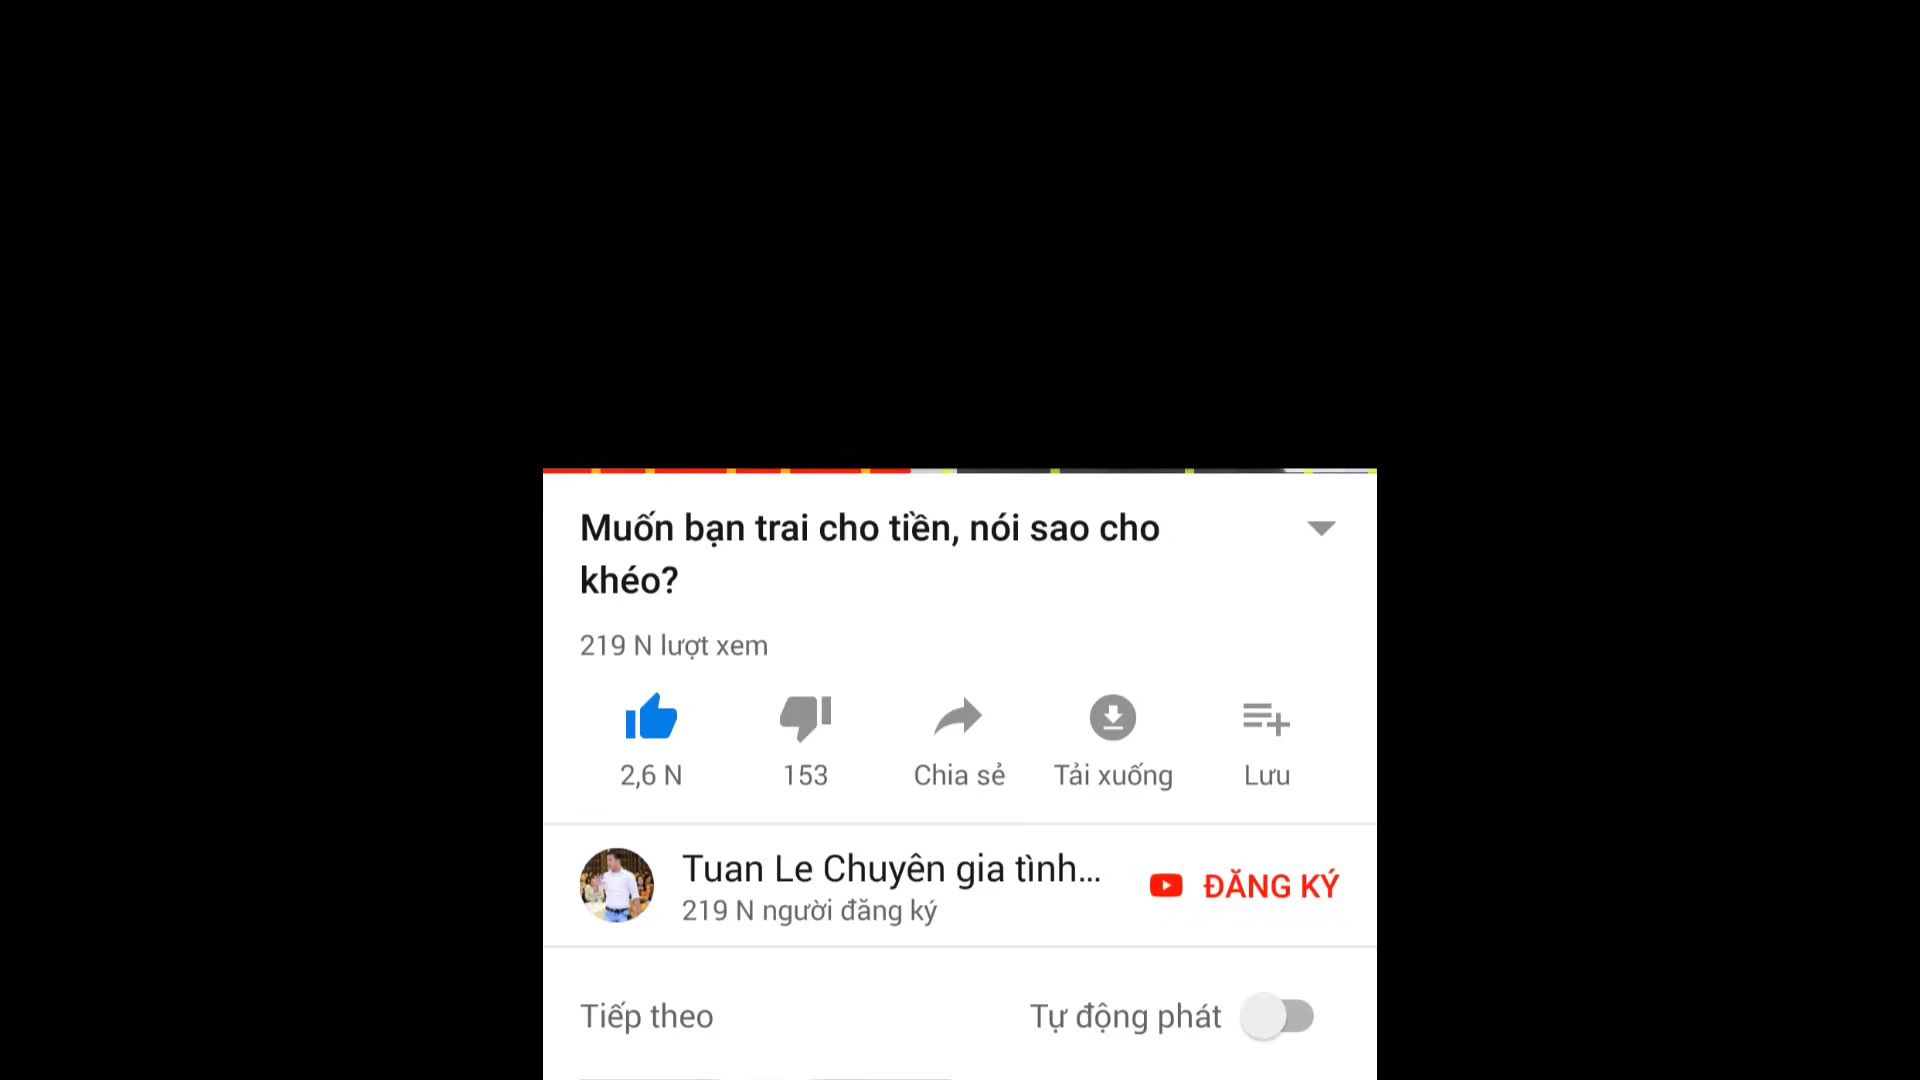 Muốn bạn trai cho tiền, nói sao cho
khéo?
219 N lượt xem
2,6 N 153 Chia sẻ Tải xuống Lưu
Tuan Le Chuyên gia tình...
219 N người đăng ký
ĐĂNG KÝ
Tiếp theo Tự động phát